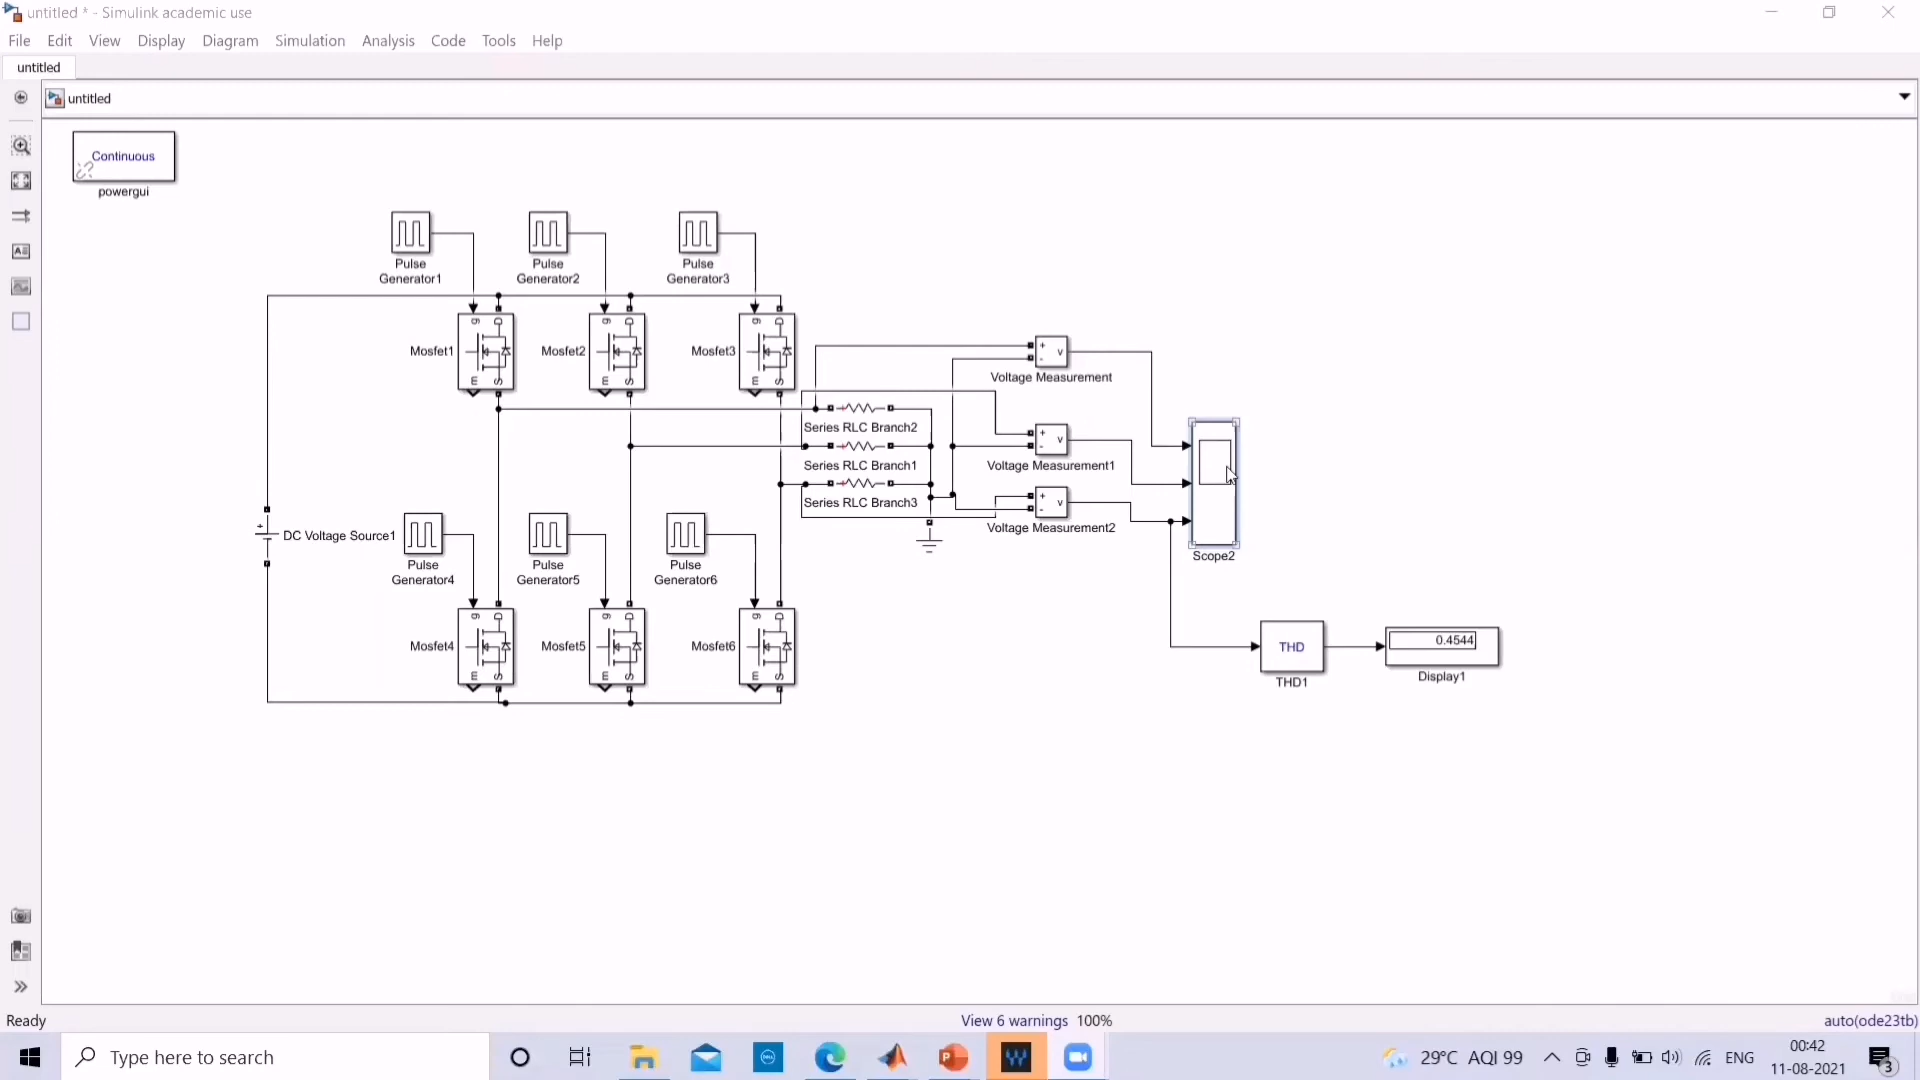 untitled * - Simulink academic use
File Edit View Display Diagram Simulation Analysis Code Tools Help
untitled
untitled
Continuous
powergui
Pulse
Generator1
Pulse
Generator2
Pulse
Generator3
g D
g D
g D
Mosfet1
Mosfet2
Mosfet3
m S
m S
m S
+
-
v
Voltage Measurement
Series RLC Branch2
+
-
v
Series RLC Branch1
Voltage Measurement1
Series RLC Branch3
+
-
v
Voltage Measurement2
Scope2
+
DC Voltage Source1
Pulse
Generator4
Pulse
Generator5
Pulse
Generator6
g D
g D
g D
Mosfet4
Mosfet5
Mosfet6
m S
m S
m S
THD
THD1
0.4544
Display1
Ready
View 6 warnings 100%
auto(ode23tb)
Type here to search
DELL
W
29°C AQI 99
ENG
00:42
11-08-2021
3